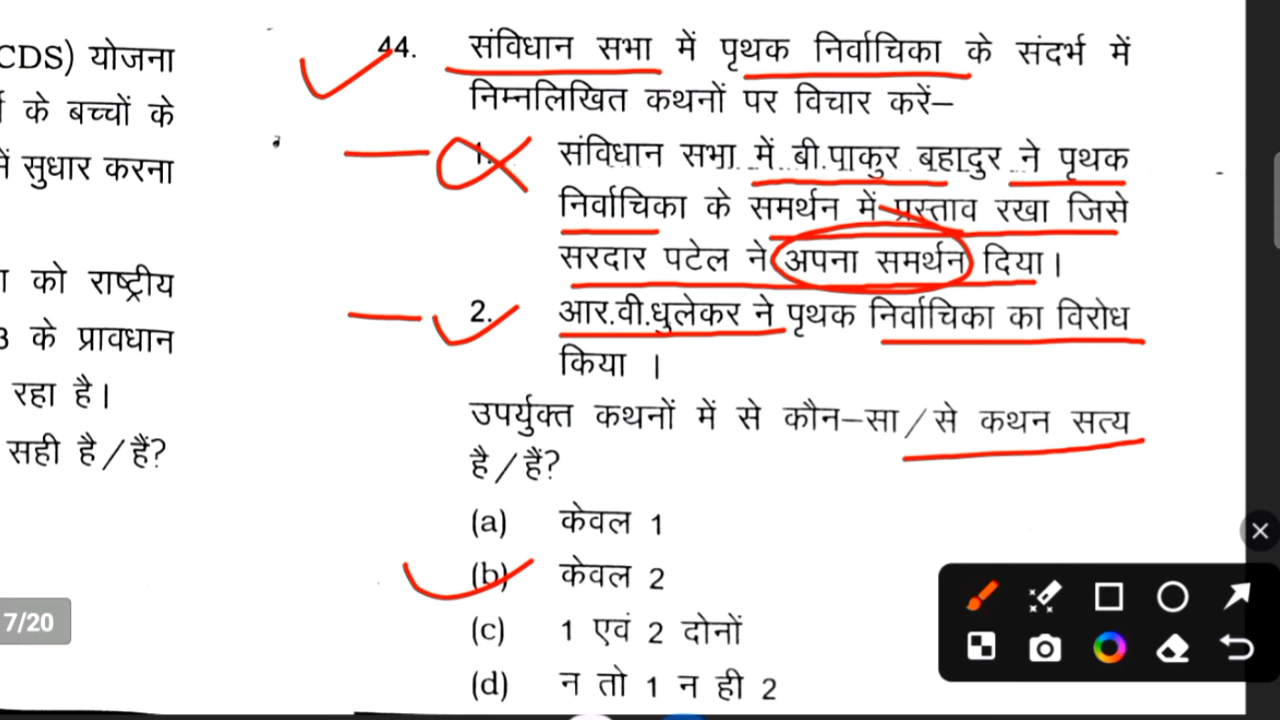 CDS) योजना
के बच्चों के
में सुधार करना
को राष्ट्रीय
3 के प्रावधान
रहा है।
सही है/हैं?
44. संविधान सभा में पृथक निर्वाचिका के संदर्भ में
निम्नलिखित कथनों पर विचार करें–
1. संविधान सभा में बी.पाकुर बहादुर ने पृथक
निर्वाचिका के समर्थन में प्रस्ताव रखा जिसे
सरदार पटेल ने अपना समर्थन दिया।
2. आर.वी.धुलेकर ने पृथक निर्वाचिका का विरोध
किया ।
उपर्युक्त कथनों में से कौन–सा/से कथन सत्य
है/हैं?
(a) केवल 1
(b) केवल 2
(c) 1 एवं 2 दोनों
(d) न तो 1 न ही 2
7/20